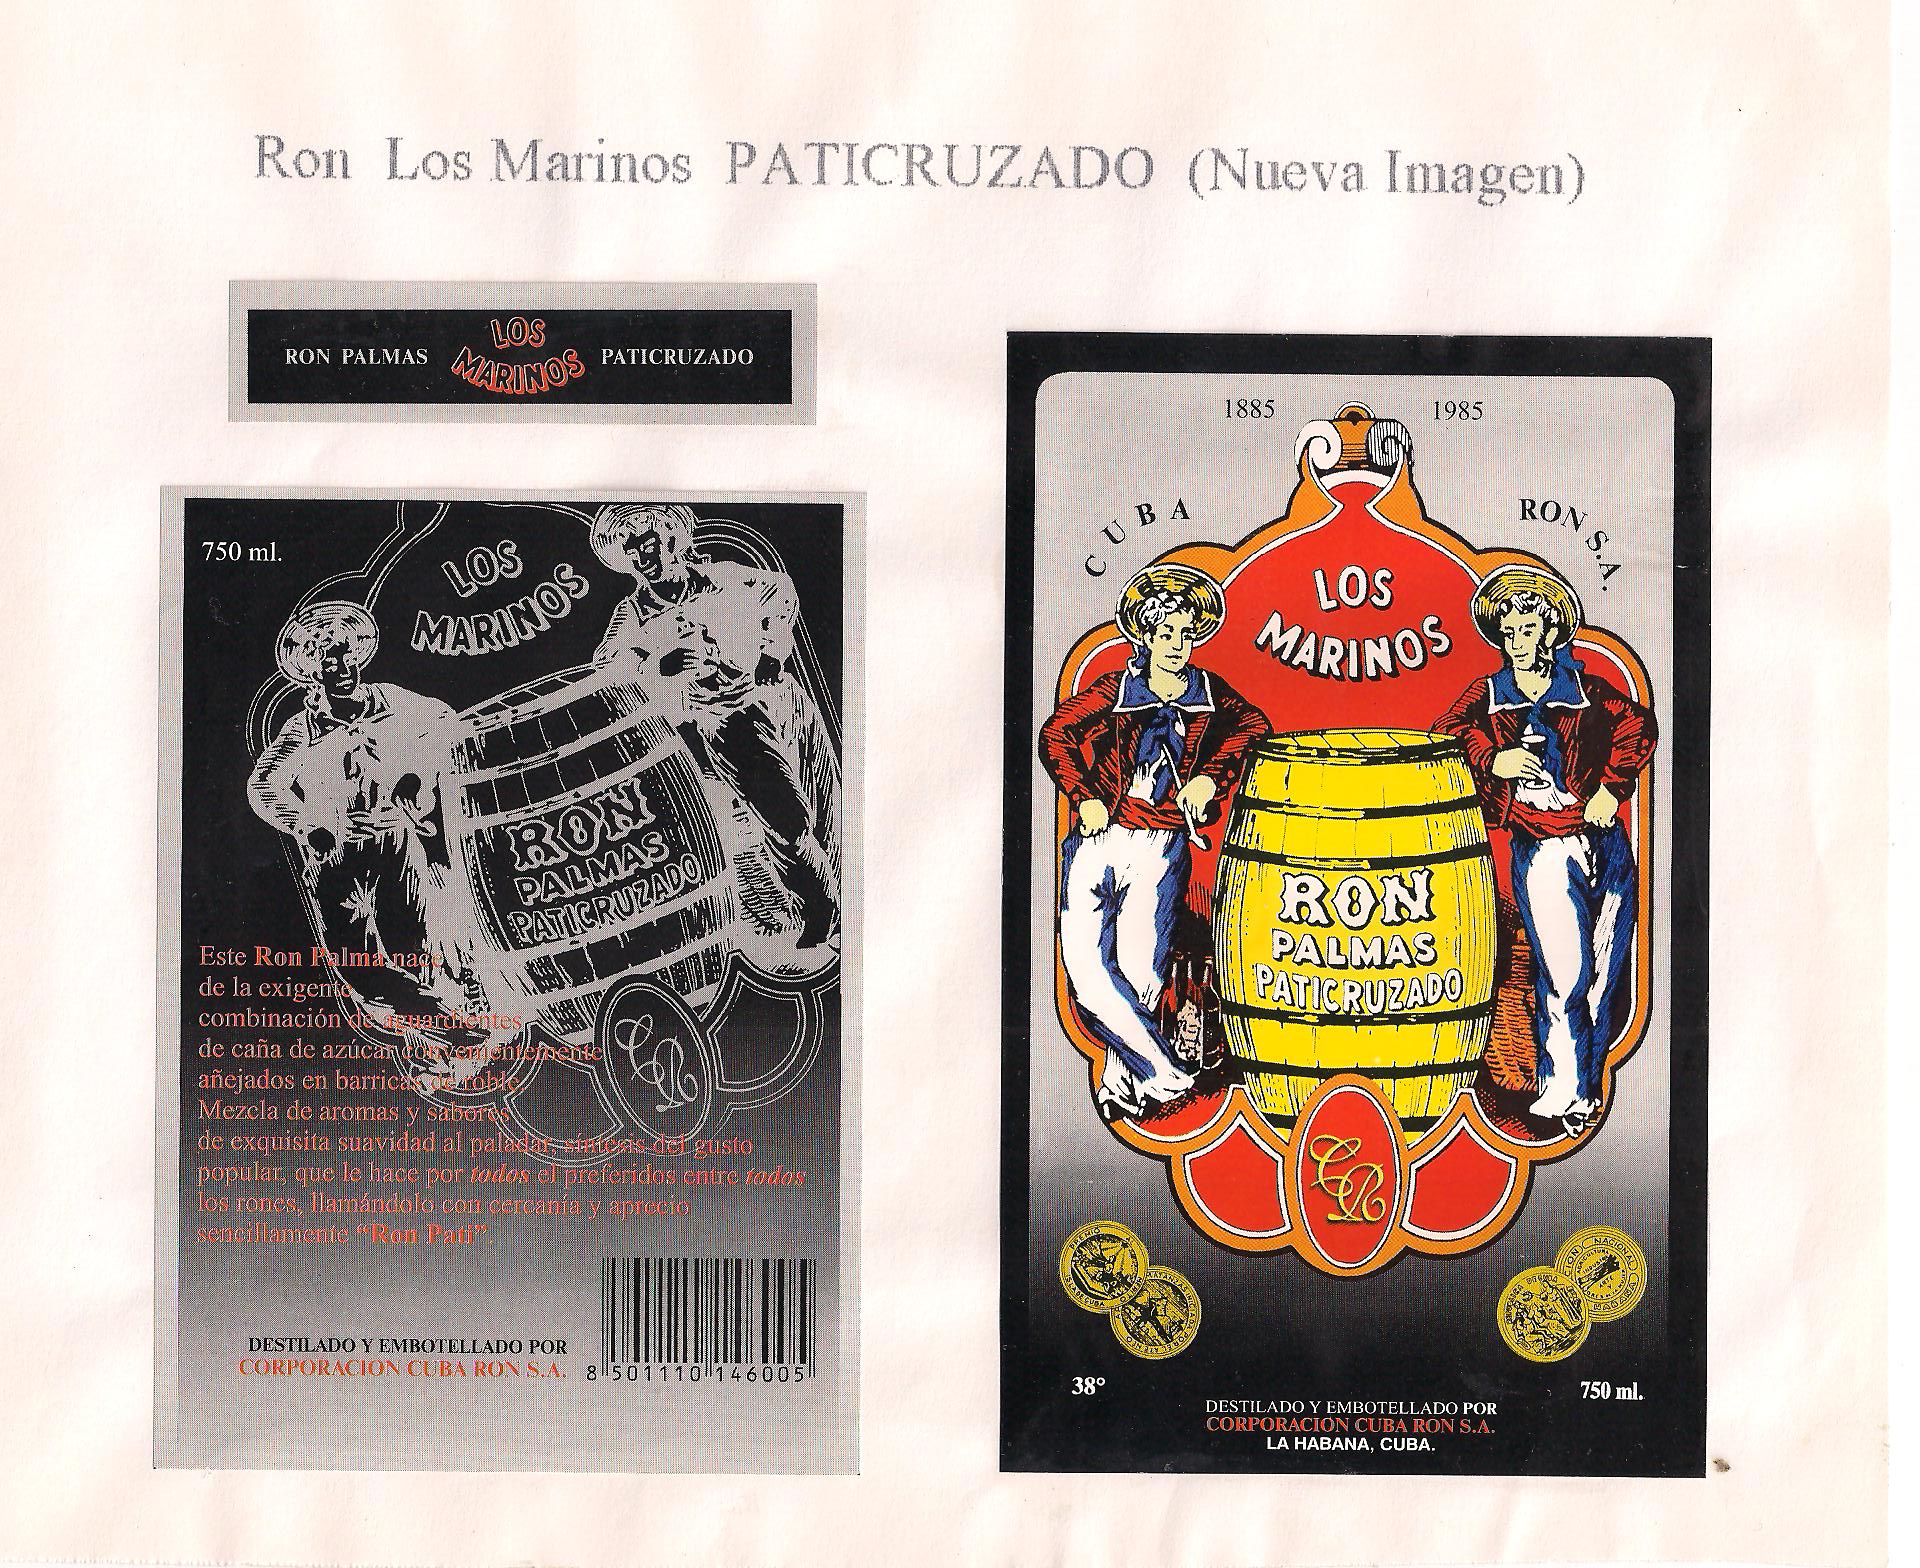 Ron Los Marinos PATICRUZADO (Nueva Imagen)
RON PALMAS LOS MARINOS PATICRUZADO
750 ml.
LOS
MARINOS
RON
PALMAS
PATICRUZADO
CR
Este Ron Palma nace
de la exigente
combinación de aguardientes
de caña de azúcar convenientemente
añejados en barricas de roble.
Mezcla de aromas y sabores
de exquisita suavidad al paladar, síntesis del gusto
popular, que le hace por todos el preferidos entre todos
los rones, llamándolo con cercanía y aprecio
sencillamente “Ron Pati”.
DESTILADO Y EMBOTELLADO POR
CORPORACION CUBA RON S.A.
8 501110 146005
1885 1985
CUBA RON S.A.
LOS
MARINOS
RON
PALMAS
PATICRUZADO
CR
38° 750 ml.
DESTILADO Y EMBOTELLADO POR
CORPORACION CUBA RON S.A.
LA HABANA, CUBA.